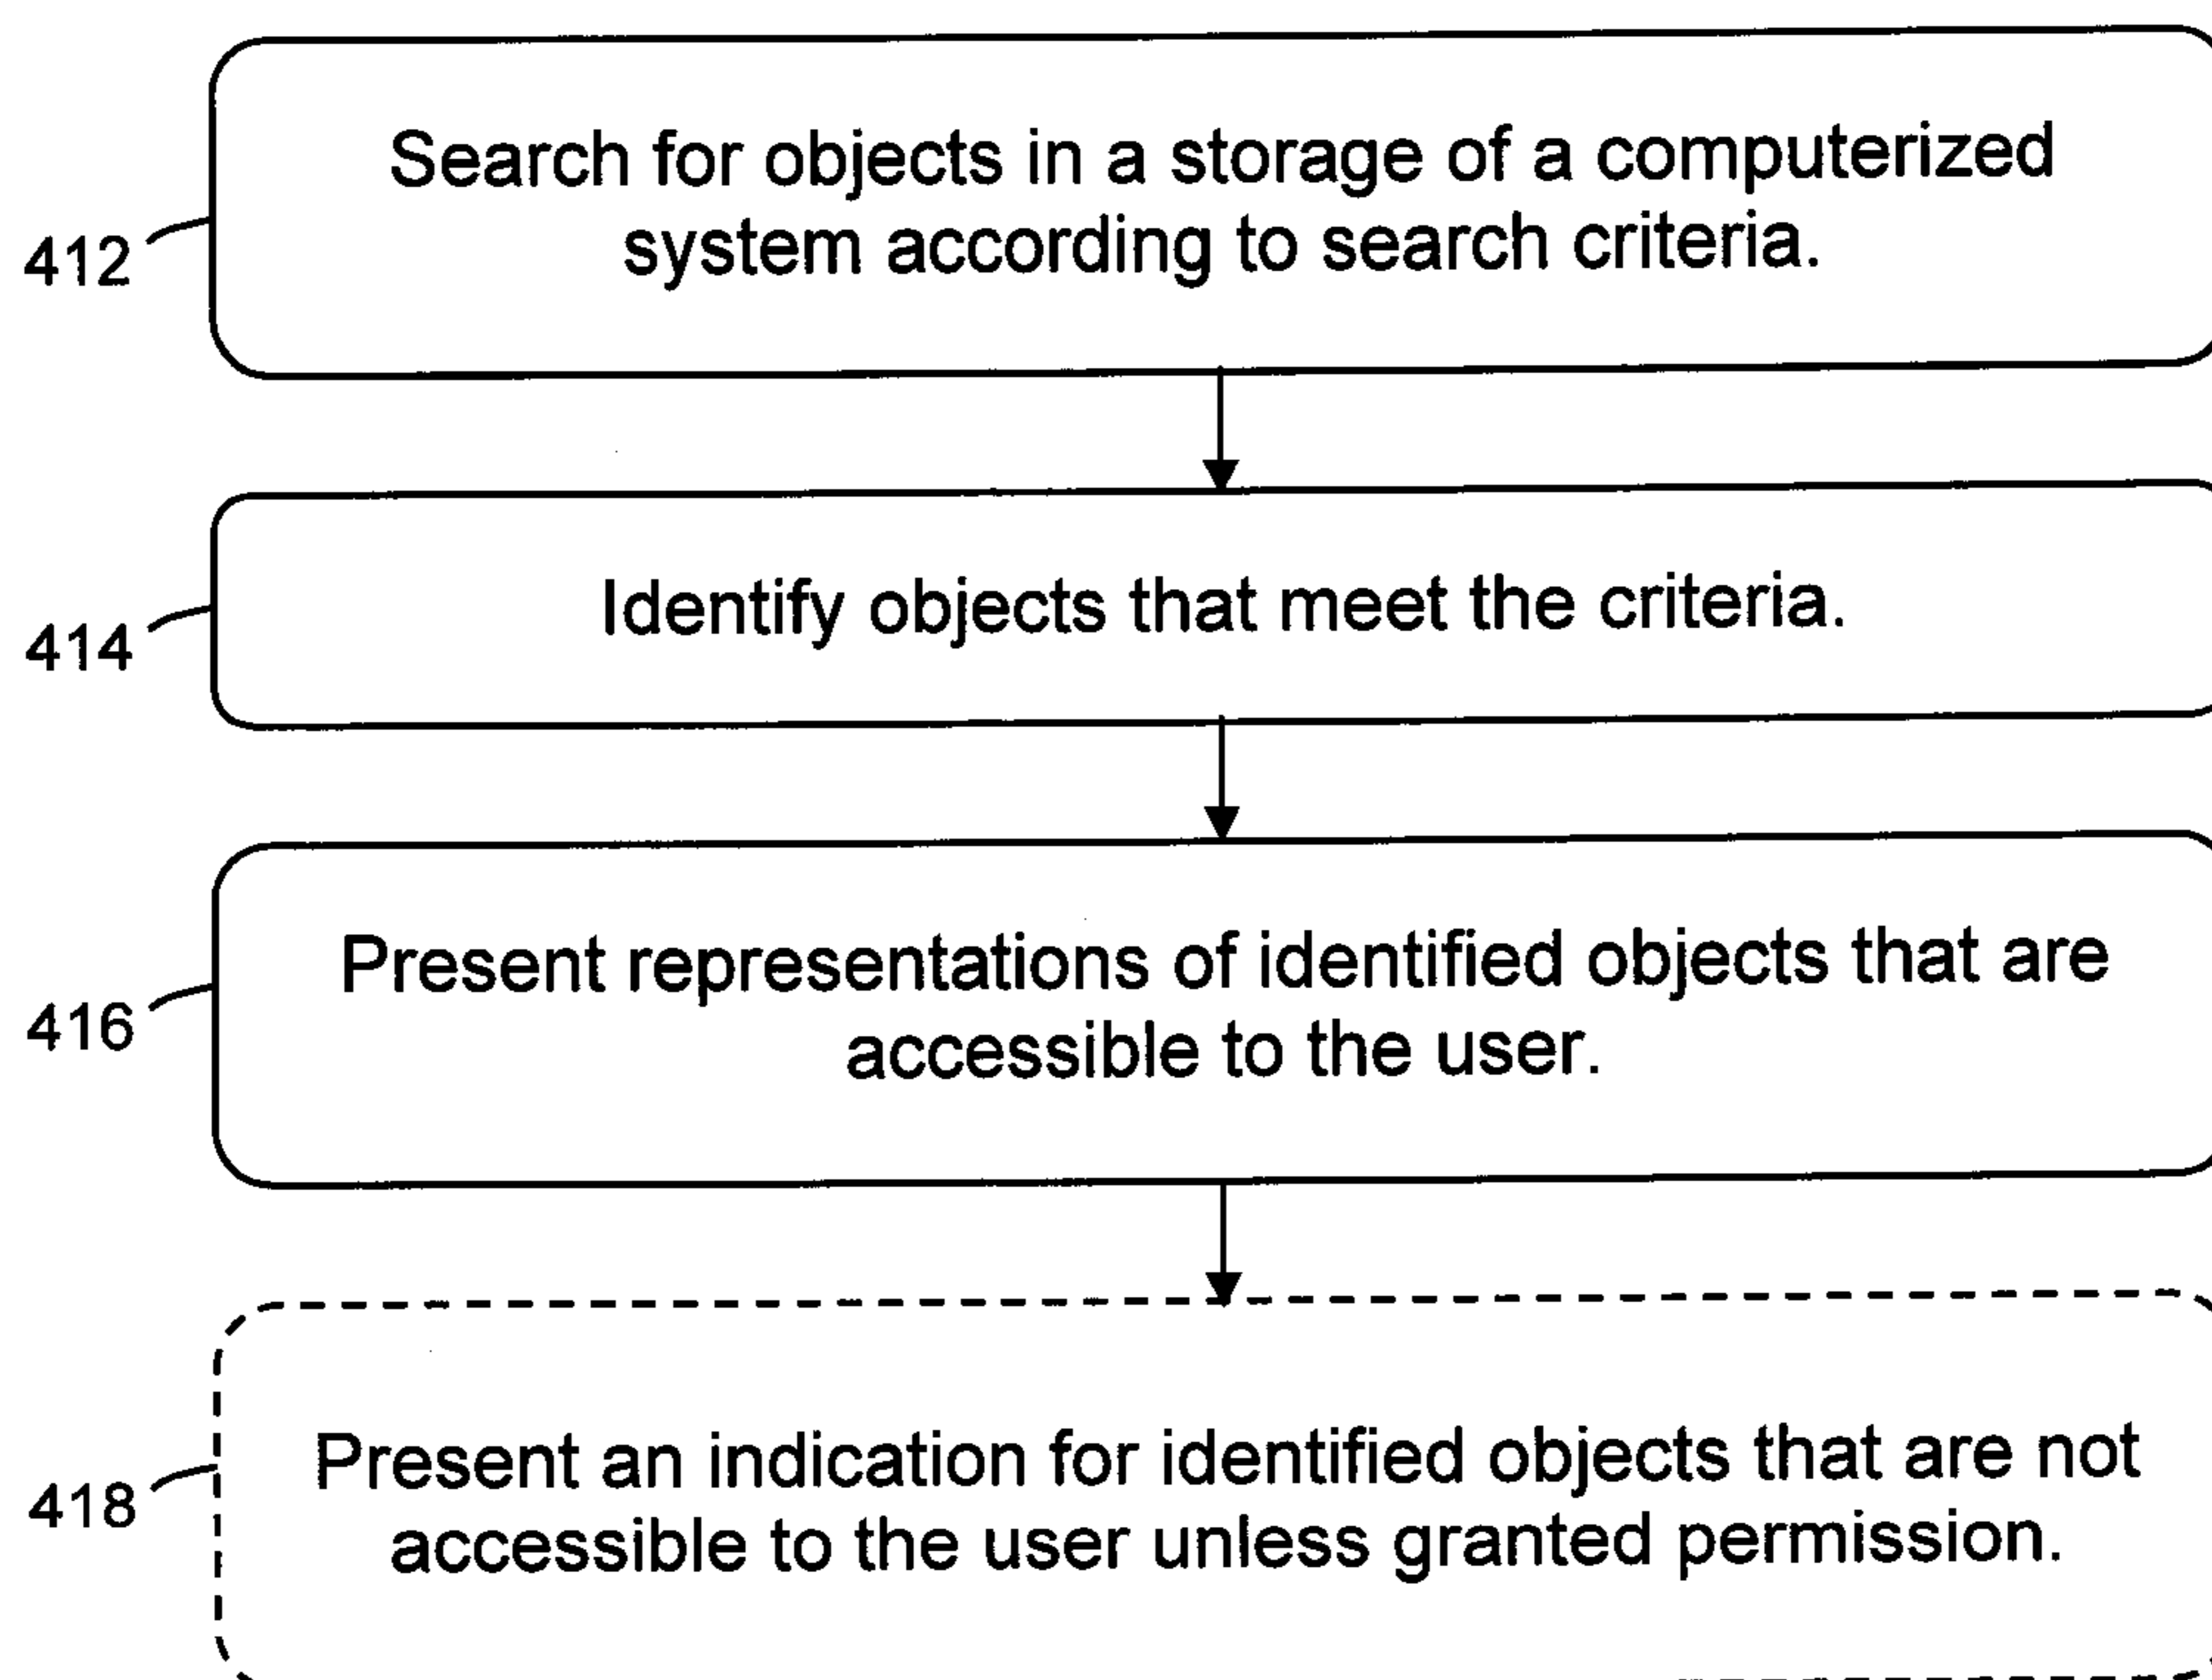 Search for objects in a storage of a computerized
system according to search criteria.
412
Identify objects that meet the criteria.
414
Present representations of identified objects that are
accessible to the user.
416
Present an indication for identified objects that are not
accessible to the user unless granted permission.
418